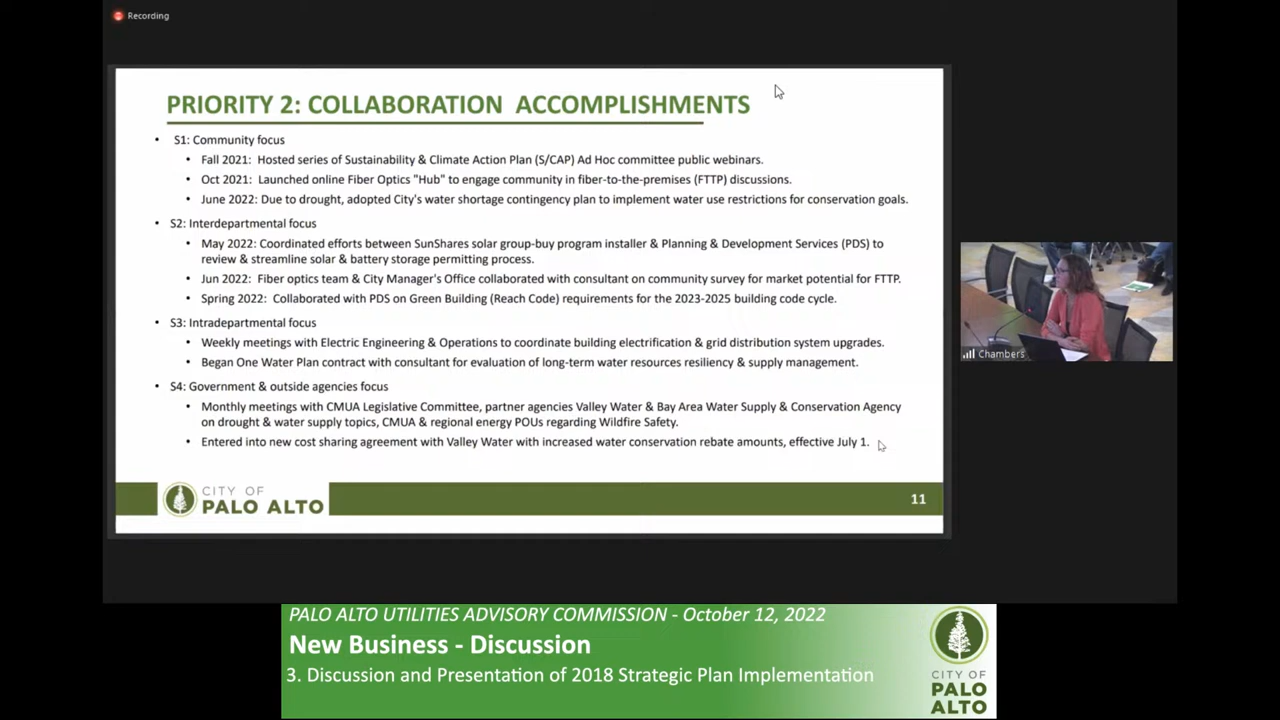 Recording
PRIORITY 2: COLLABORATION ACCOMPLISHMENTS
• S1: Community focus
• Fall 2021: Hosted series of Sustainability & Climate Action Plan (S/CAP) Ad Hoc committee public webinars.
• Oct 2021: Launched online Fiber Optics "Hub" to engage community in fiber-to-the-premises (FTTP) discussions.
• June 2022: Due to drought, adopted City's water shortage contingency plan to implement water use restrictions for conservation goals.
• S2: Interdepartmental focus
• May 2022: Coordinated efforts between SunShares solar group-buy program installer & Planning & Development Services (PDS) to
review & streamline solar & battery storage permitting process.
• Jun 2022: Fiber optics team & City Manager's Office collaborated with consultant on community survey for market potential for FTTP.
• Spring 2022: Collaborated with PDS on Green Building (Reach Code) requirements for the 2023-2025 building code cycle.
• S3: Intradepartmental focus
• Weekly meetings with Electric Engineering & Operations to coordinate building electrification & grid distribution system upgrades.
• Began One Water Plan contract with consultant for evaluation of long-term water resources resiliency & supply management.
• S4: Government & outside agencies focus
• Monthly meetings with CMUA Legislative Committee, partner agencies Valley Water & Bay Area Water Supply & Conservation Agency
on drought & water supply topics, CMUA & regional energy POUs regarding Wildfire Safety.
• Entered into new cost sharing agreement with Valley Water with increased water conservation rebate amounts, effective July 1.
CITY OF
PALO ALTO
11
Chambers
PALO ALTO UTILITIES ADVISORY COMMISSION - October 12, 2022
New Business - Discussion
3. Discussion and Presentation of 2018 Strategic Plan Implementation
CITY OF
PALO
ALTO